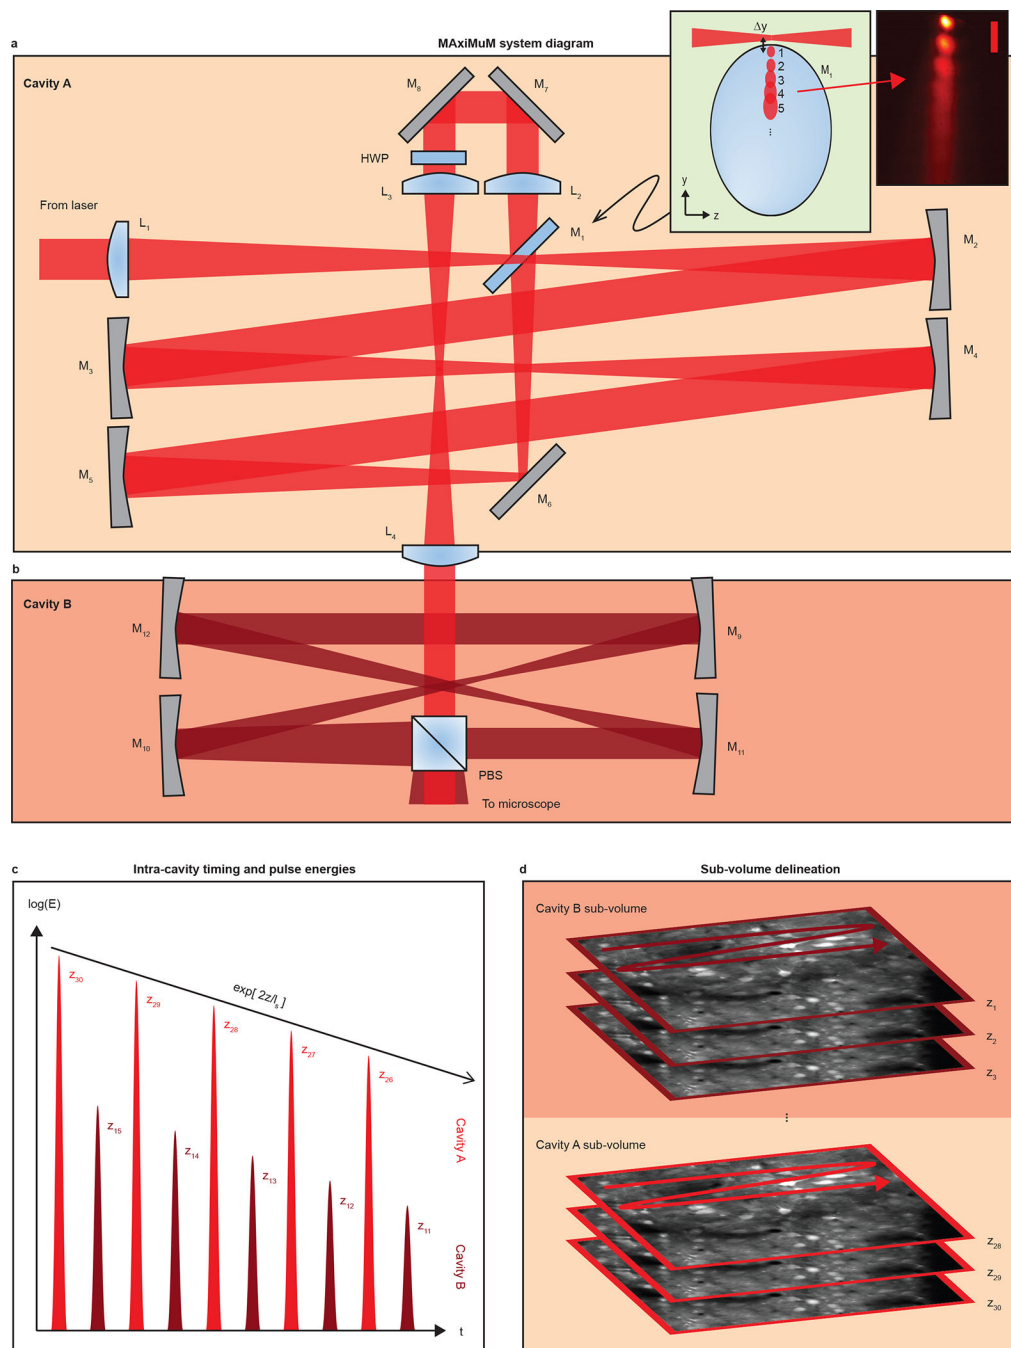 a
MAxiMuM system diagram
Cavity A
M8
M7
HWP
L3
L2
From laser
L1
M1
Δy
1
2
3
4
5
⋮
M1
y
z
M2
M3
M4
M5
M6
L4
b
Cavity B
M12
M9
M10
M11
PBS
To microscope
c
Intra-cavity timing and pulse energies
log(E)
exp[ 2z/ls ]
z30
z29
z28
z27
z26
z15
z14
z13
z12
z11
Cavity A
Cavity B
t
d
Sub-volume delineation
Cavity B sub-volume
z1
z2
z3
⋮
Cavity A sub-volume
z28
z29
z30